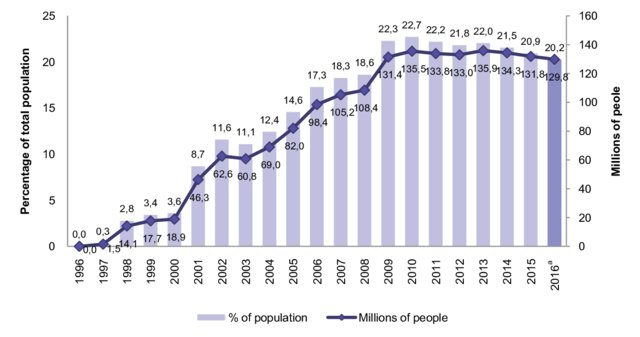 25
20
15
10
5
0
Percentage of total population
160
140
120
100
80
60
40
20
0
Millions of peole
0,0 0,3 2,8 3,4 3,6 8,7 11,6 11,1 12,4 14,6 17,3 18,3 18,6 22,3 22,7 22,2 21,8 22,0 21,5 20,9 20,2
0,0 1,5 14,1 17,7 18,9 46,3 62,6 60,8 69,0 82,0 98,4 105,2 108,4 131,4 135,5 133,8 133,0 135,9 134,3 131,8 129,8
1996 1997 1998 1999 2000 2001 2002 2003 2004 2005 2006 2007 2008 2009 2010 2011 2012 2013 2014 2015 2016ª
% of population Millions of people